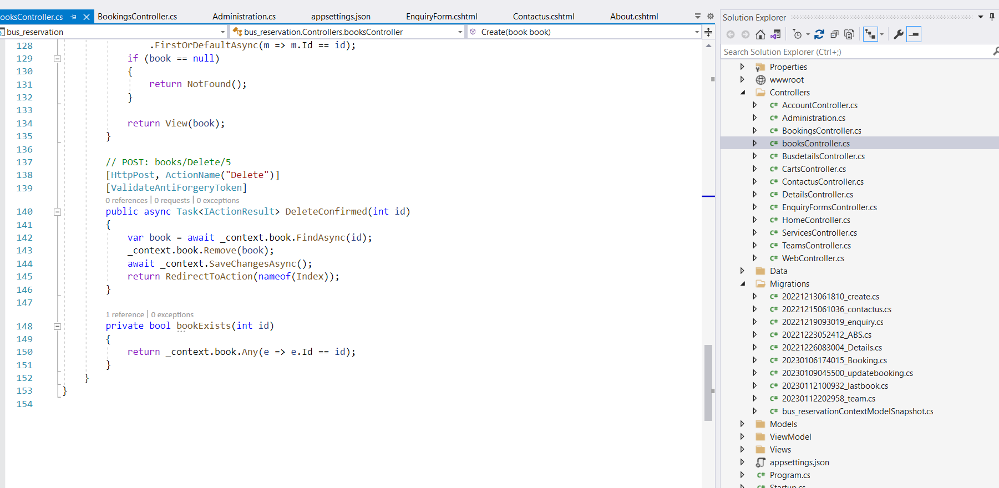 ooksController.cs
BookingsController.cs
Administration.cs
appsettings.json
EnquiryForm.cshtml
Contactus.cshtml
About.cshtml
bus_reservation
bus_reservation.Controllers.booksController
Create(book book)
128 .FirstOrDefaultAsync(m => m.Id == id);
129 if (book == null)
130 {
131 return NotFound();
132 }
133
134 return View(book);
135 }
136
137 // POST: books/Delete/5
138 [HttpPost, ActionName("Delete")]
139 [ValidateAntiForgeryToken]
0 references | 0 requests | 0 exceptions
140 public async Task<IActionResult> DeleteConfirmed(int id)
141 {
142 var book = await _context.book.FindAsync(id);
143 _context.book.Remove(book);
144 await _context.SaveChangesAsync();
145 return RedirectToAction(nameof(Index));
146 }
147
1 reference | 0 exceptions
148 private bool bookExists(int id)
149 {
150 return _context.book.Any(e => e.Id == id);
151 }
152 }
153 }
154
Solution Explorer
Search Solution Explorer (Ctrl+;)
Properties
wwwroot
Controllers
C# AccountController.cs
C# Administration.cs
C# BookingsController.cs
C# booksController.cs
C# BusdetailsController.cs
C# CartsController.cs
C# ContactusController.cs
C# DetailsController.cs
C# EnquiryFormsController.cs
C# HomeController.cs
C# ServicesController.cs
C# TeamsController.cs
C# WebController.cs
Data
Migrations
C# 20221213061810_create.cs
C# 20221215061036_contactus.cs
C# 20221219093019_enquiry.cs
C# 20221223052412_ABS.cs
C# 20221226083004_Details.cs
C# 20230106174015_Booking.cs
C# 20230109045500_updatebooking.cs
C# 20230112100932_lastbook.cs
C# 20230112202958_team.cs
C# bus_reservationContextModelSnapshot.cs
Models
ViewModel
Views
appsettings.json
C# Program.cs
C# Startup.cs